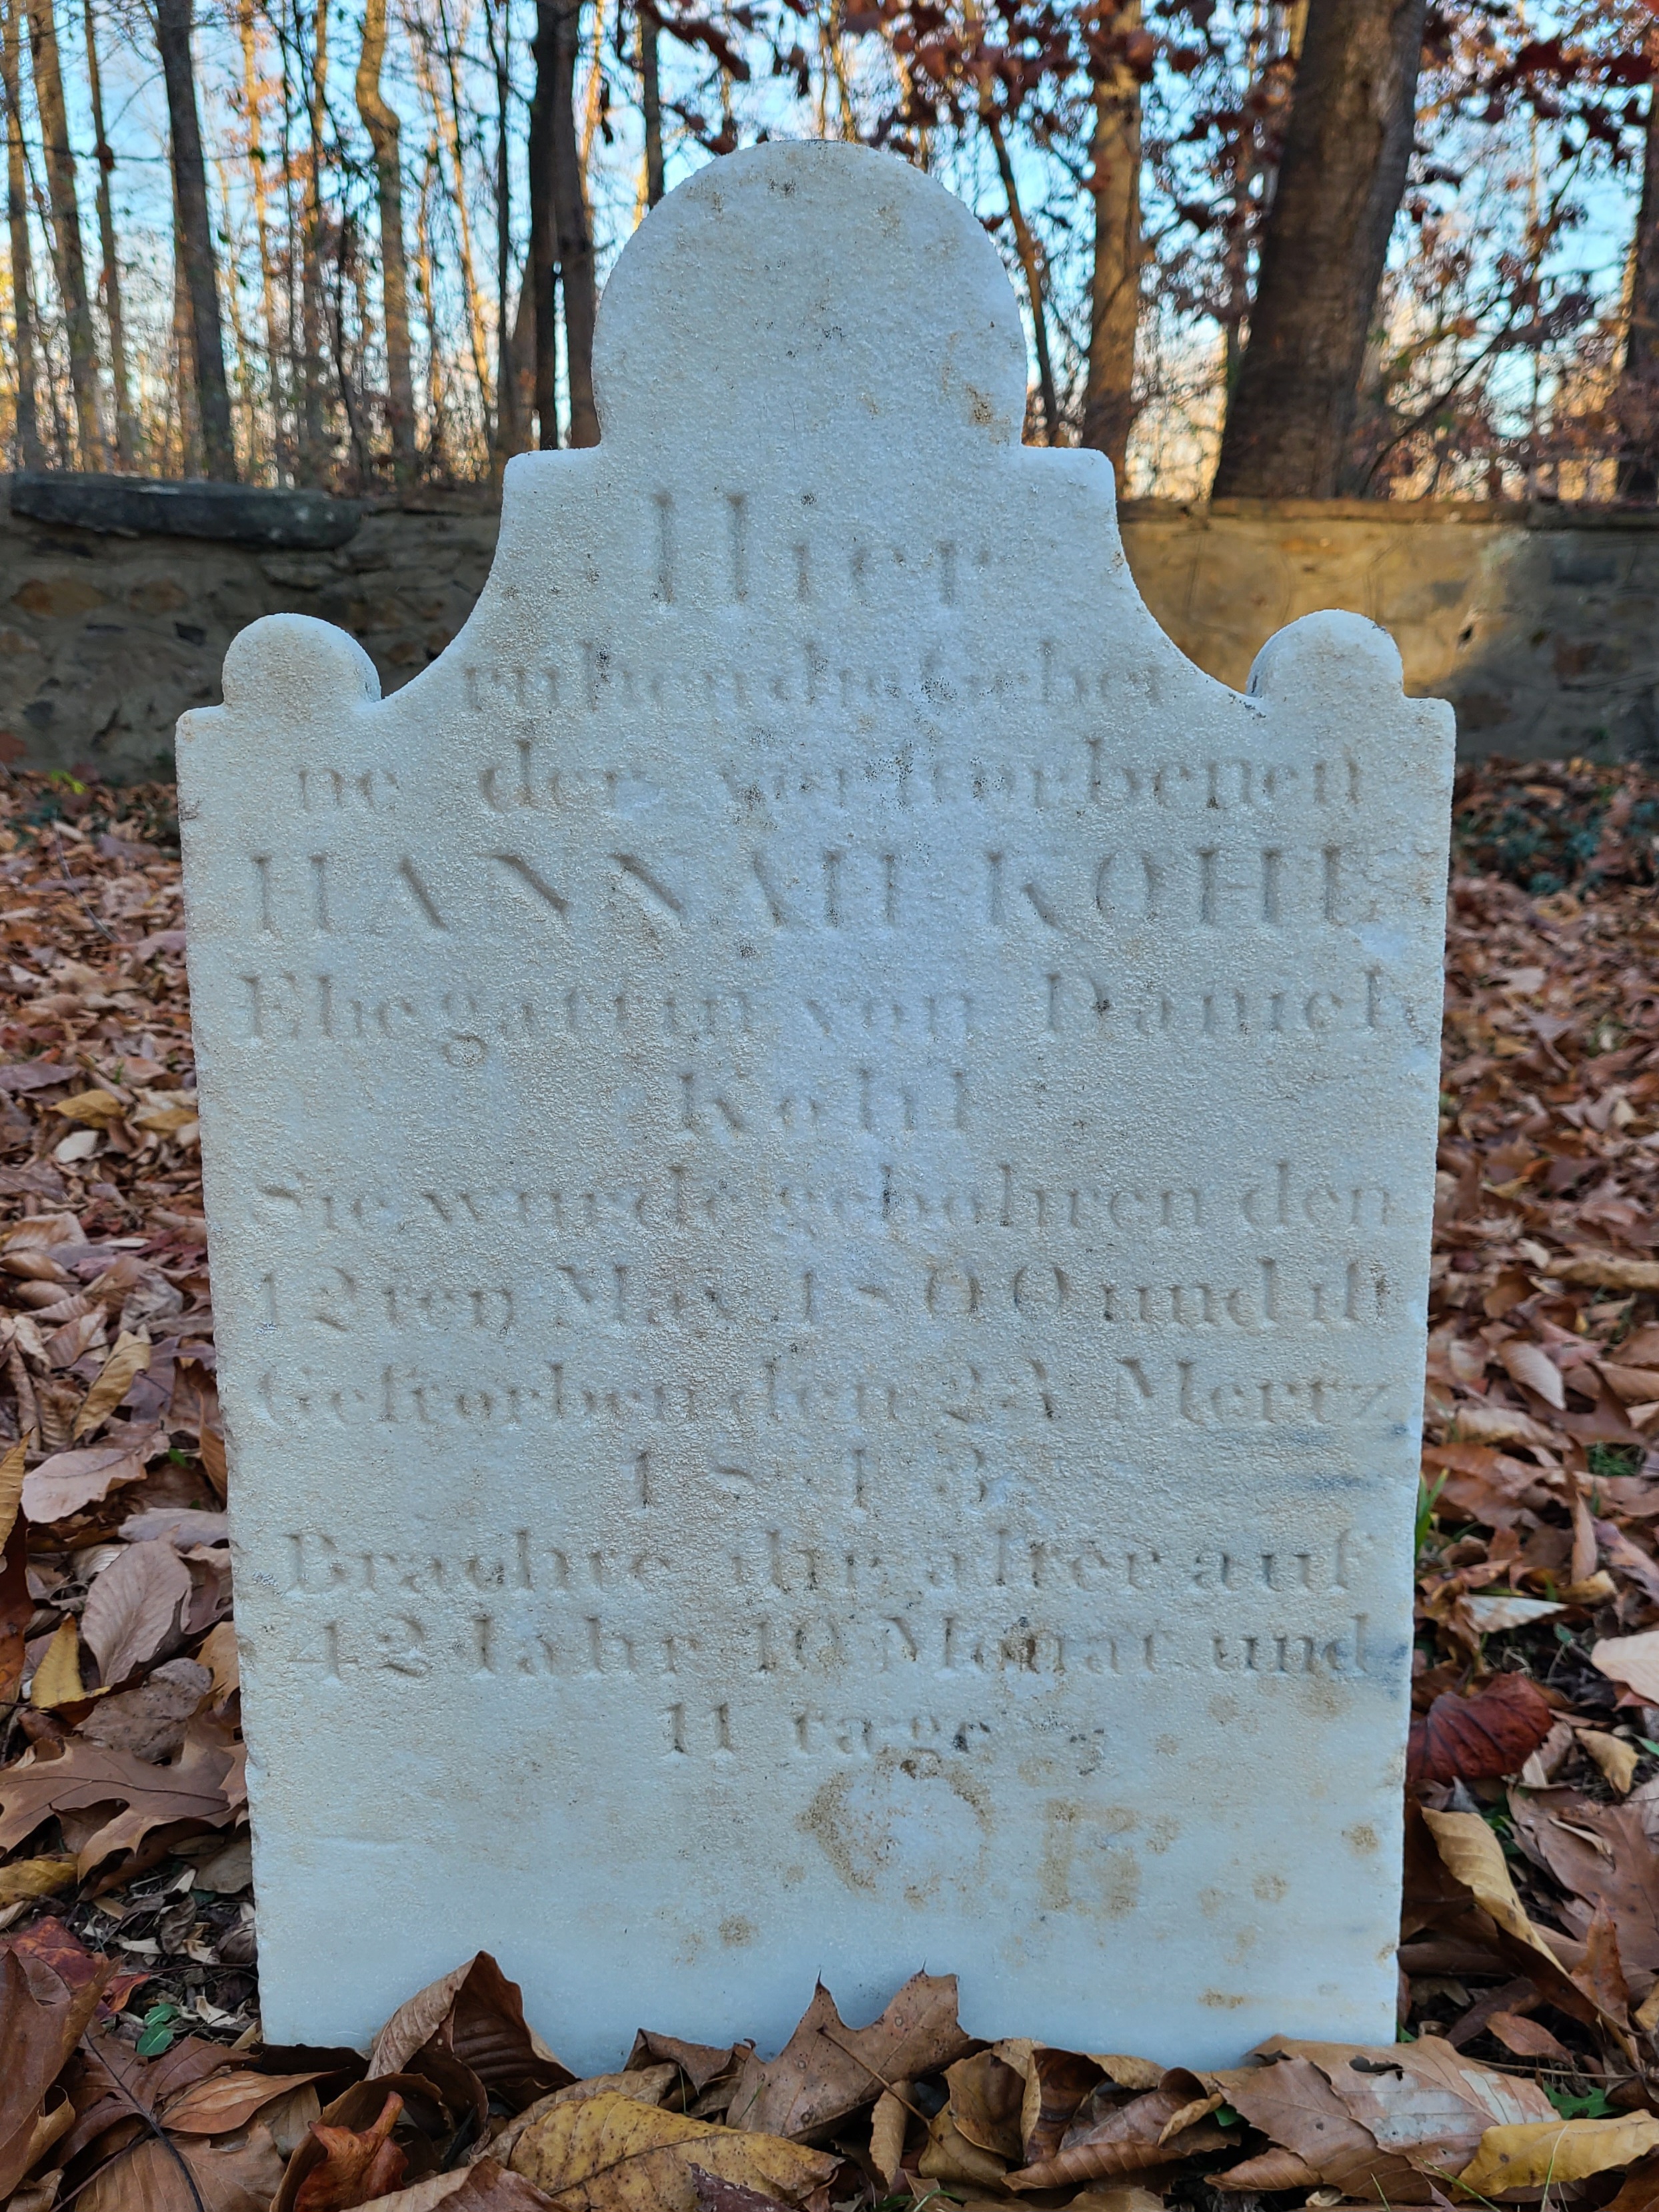 Hier
ruhen die Gebei
ne der verſtorbenen
HANNAH KOHL
Ehegattin von Daniel
Kohl
Sie wurde gebohren den
12ten May 1800 und iſt
Geſtorben den 23 Mertz
1843
Brachte ihr alter auf
42 Jahr 10 Monat und
11 tage